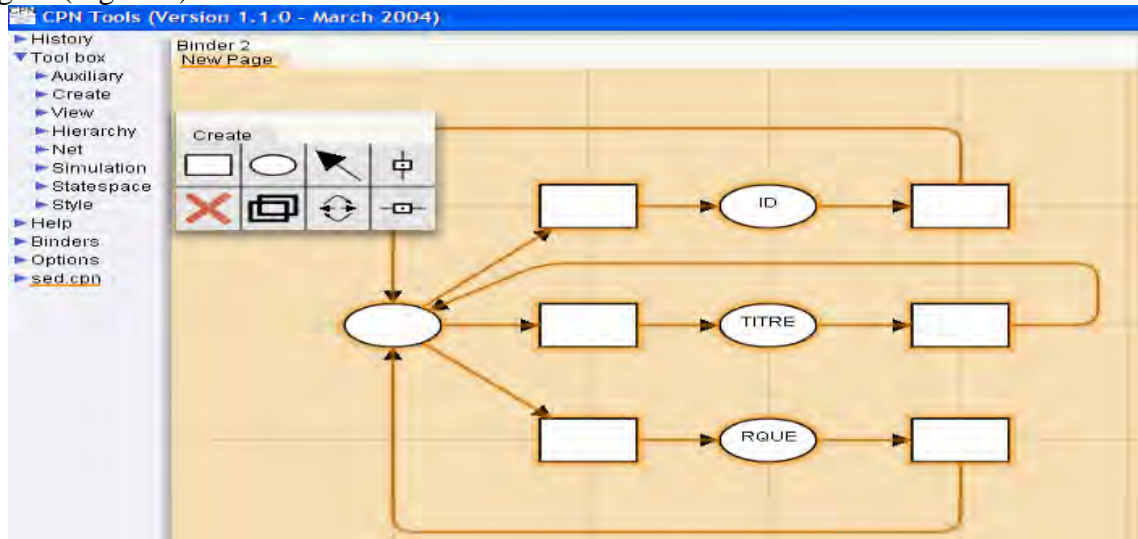 CPN Tools (Version 1.1.0 - March 2004)
History
Tool box
Auxiliary
Create
View
Hierarchy
Net
Simulation
Statespace
Style
Help
Binders
Options
sed.cpn
Binder 2
New Page
Create
ID
TITRE
RQUE